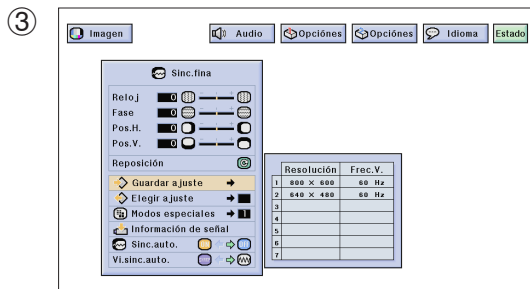 ③
Imagen Audio Opciónes Opciónes Idioma Estado
Sinc.fina
Reloj 0
Fase 0
Pos.H. 0
Pos.V. 0
Reposición
Guardar ajuste
Elegir ajuste
Modos especiales 1
Información de señal
Sinc.auto.
Vi.sinc.auto.
Resolución Frec.V.
1 800 × 600 60 Hz
2 640 × 480 60 Hz
3
4
5
6
7